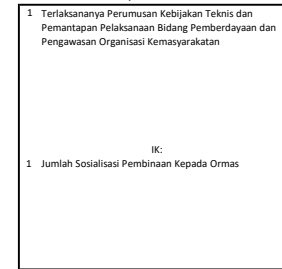 1 Terlaksananya Perumusan Kebijakan Teknis dan
Pemantapan Pelaksanaan Bidang Pemberdayaan dan
Pengawasan Organisasi Kemasyarakatan
IK:
1 Jumlah Sosialisasi Pembinaan Kepada Ormas